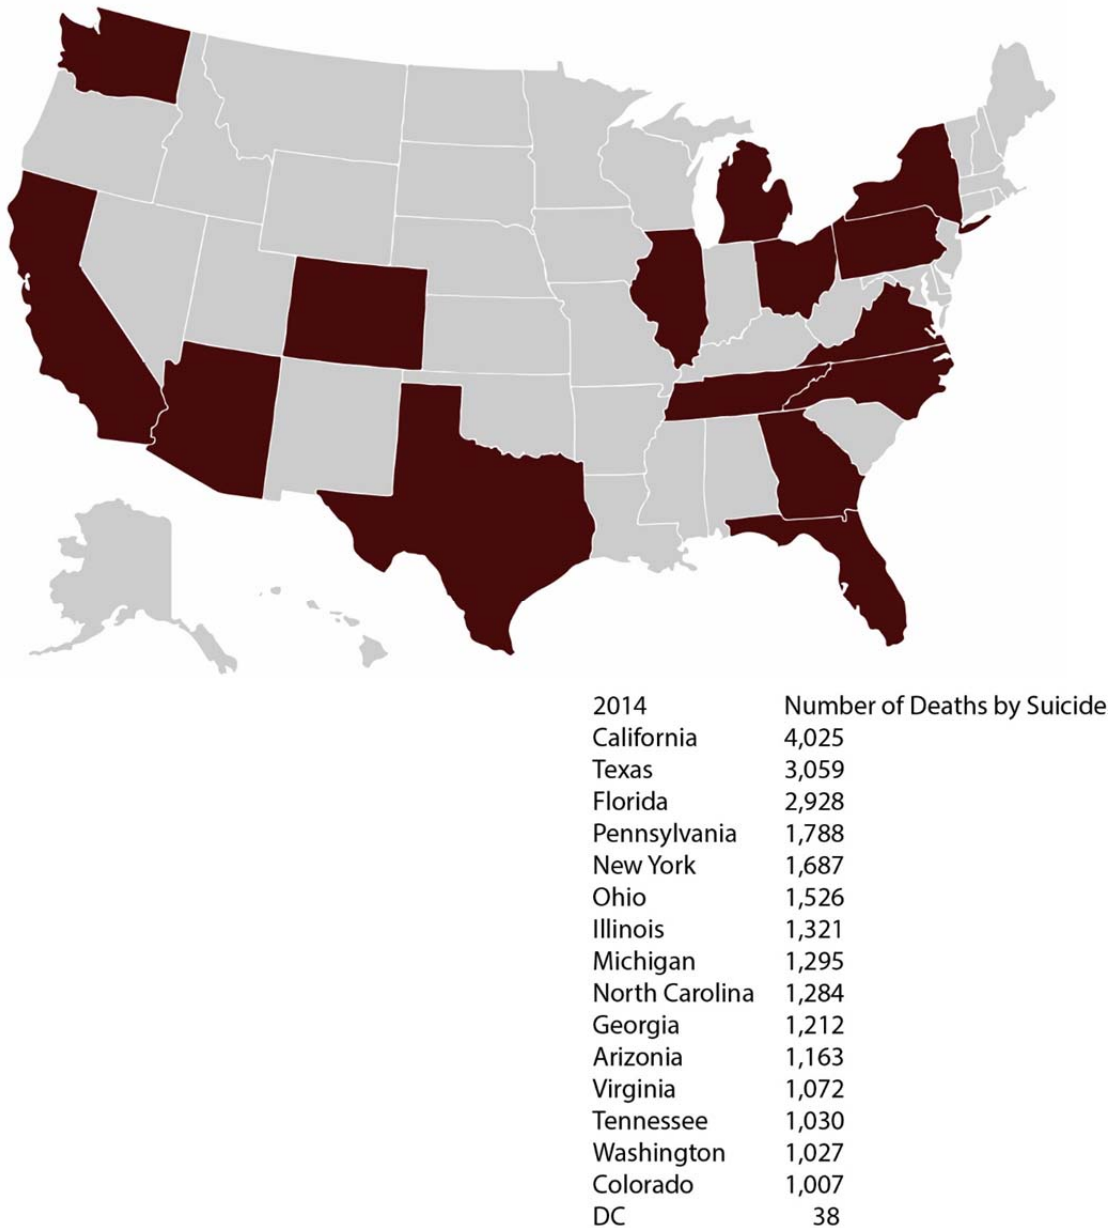 2014 Number of Deaths by Suicide
California 4,025
Texas 3,059
Florida 2,928
Pennsylvania 1,788
New York 1,687
Ohio 1,526
Illinois 1,321
Michigan 1,295
North Carolina 1,284
Georgia 1,212
Arizonia 1,163
Virginia 1,072
Tennessee 1,030
Washington 1,027
Colorado 1,007
DC 38